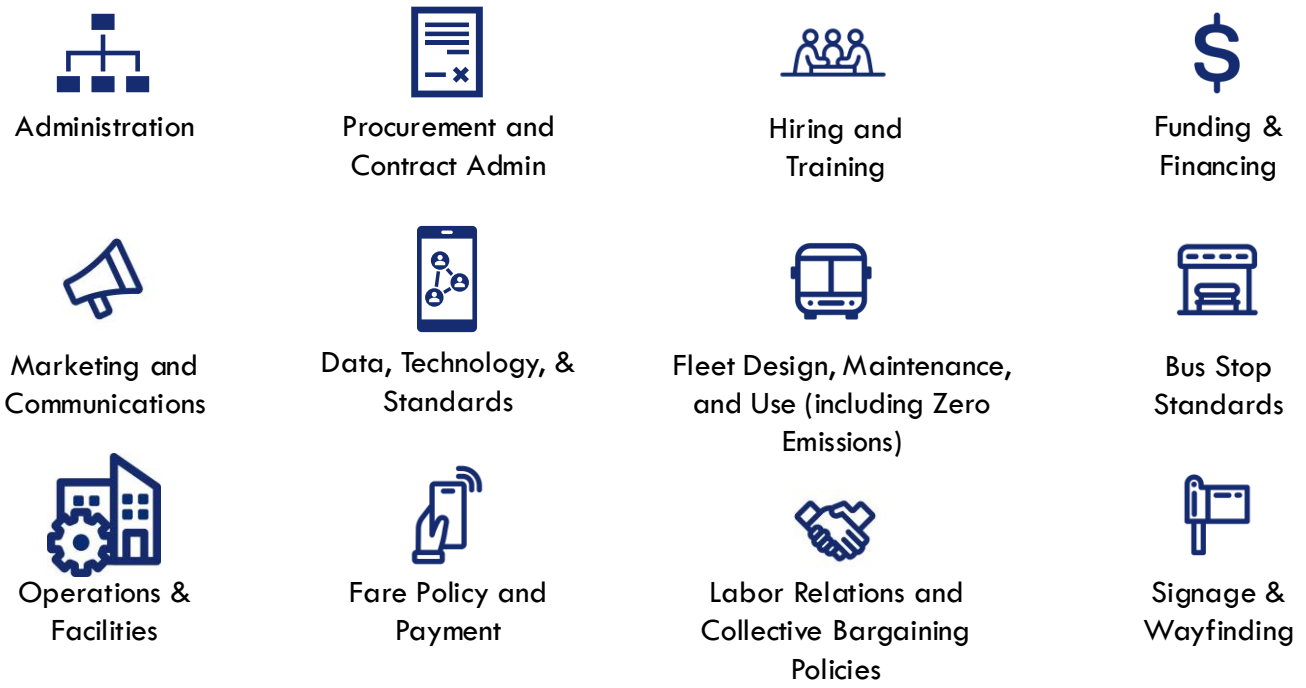 Administration
Procurement and
Contract Admin
Hiring and
Training
$
Funding &
Financing
Marketing and
Communications
Data, Technology, &
Standards
Fleet Design, Maintenance,
and Use (including Zero
Emissions)
Bus Stop
Standards
Operations &
Facilities
Fare Policy and
Payment
Labor Relations and
Collective Bargaining
Policies
Signage &
Wayfinding